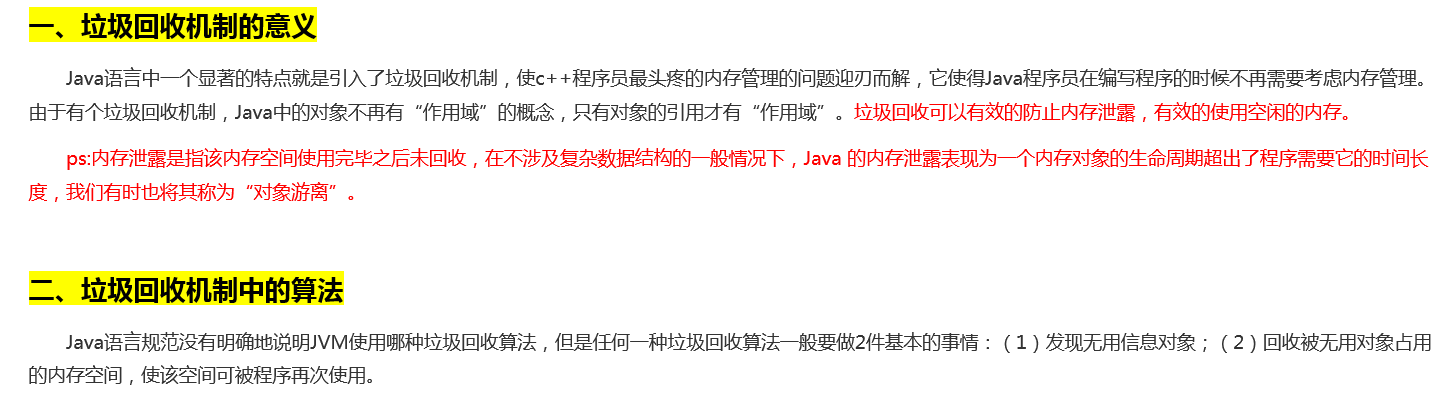 一、垃圾回收机制的意义
Java语言中一个显著的特点就是引入了垃圾回收机制，使c++程序员最头疼的内存管理的问题迎刃而解，它使得Java程序员在编写程序的时候不再需要考虑内存管理。
由于有个垃圾回收机制，Java中的对象不再有“作用域”的概念，只有对象的引用才有“作用域”。垃圾回收可以有效的防止内存泄露，有效的使用空闲的内存。
ps:内存泄露是指该内存空间使用完毕之后未回收，在不涉及复杂数据结构的一般情况下，Java 的内存泄露表现为一个内存对象的生命周期超出了程序需要它的时间长
度，我们有时也将其称为“对象游离”。
二、垃圾回收机制中的算法
Java语言规范没有明确地说明JVM使用哪种垃圾回收算法，但是任何一种垃圾回收算法一般要做2件基本的事情：（1）发现无用信息对象；（2）回收被无用对象占用
的内存空间，使该空间可被程序再次使用。